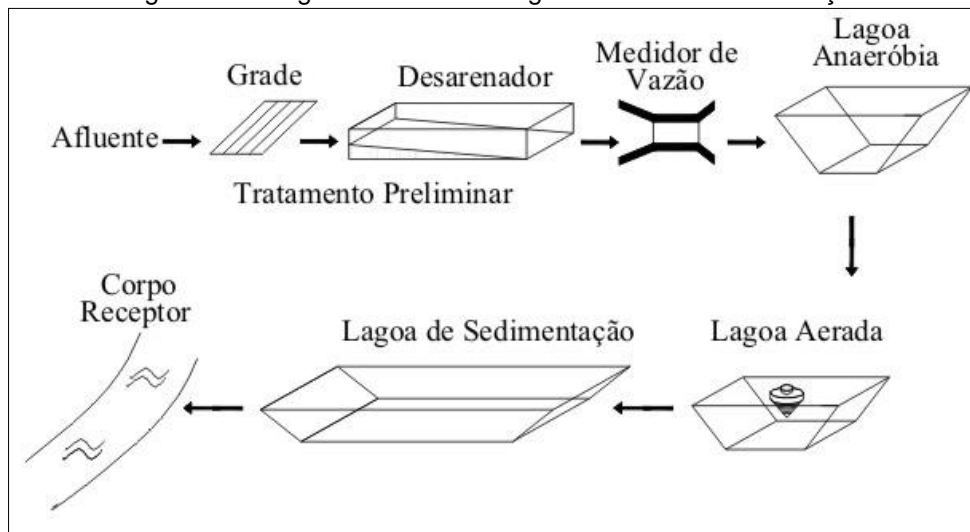 Grade
Desarenador
Medidor de
Vazão
Lagoa
Anaeróbia
Afluente
Tratamento Preliminar
Corpo
Receptor
Lagoa de Sedimentação
Lagoa Aerada